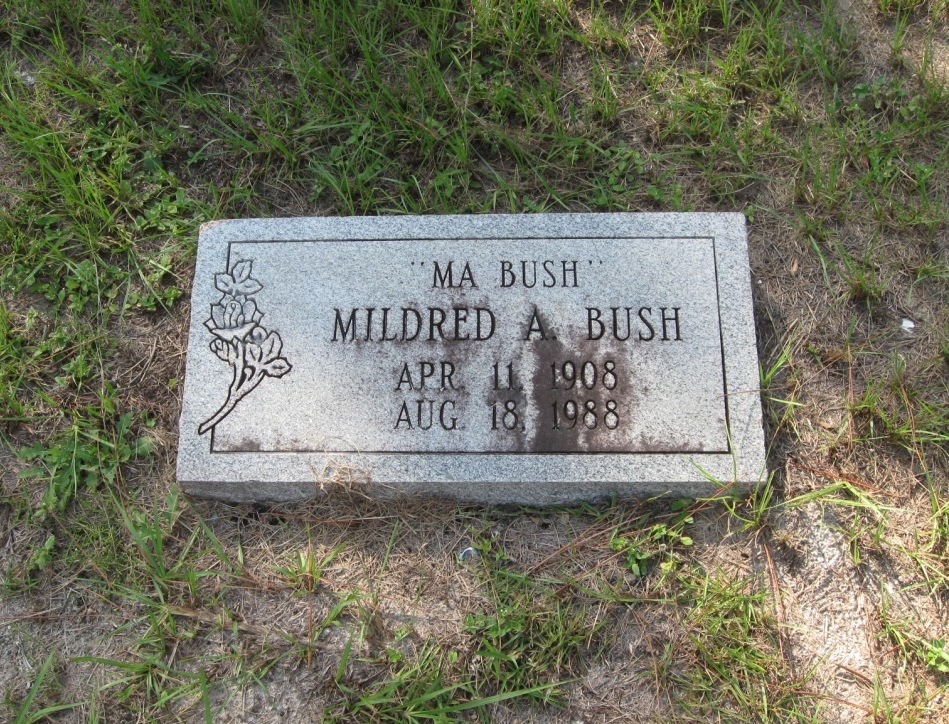 "MA BUSH"
MILDRED A. BUSH
APR. 11, 1908
AUG. 18, 1988